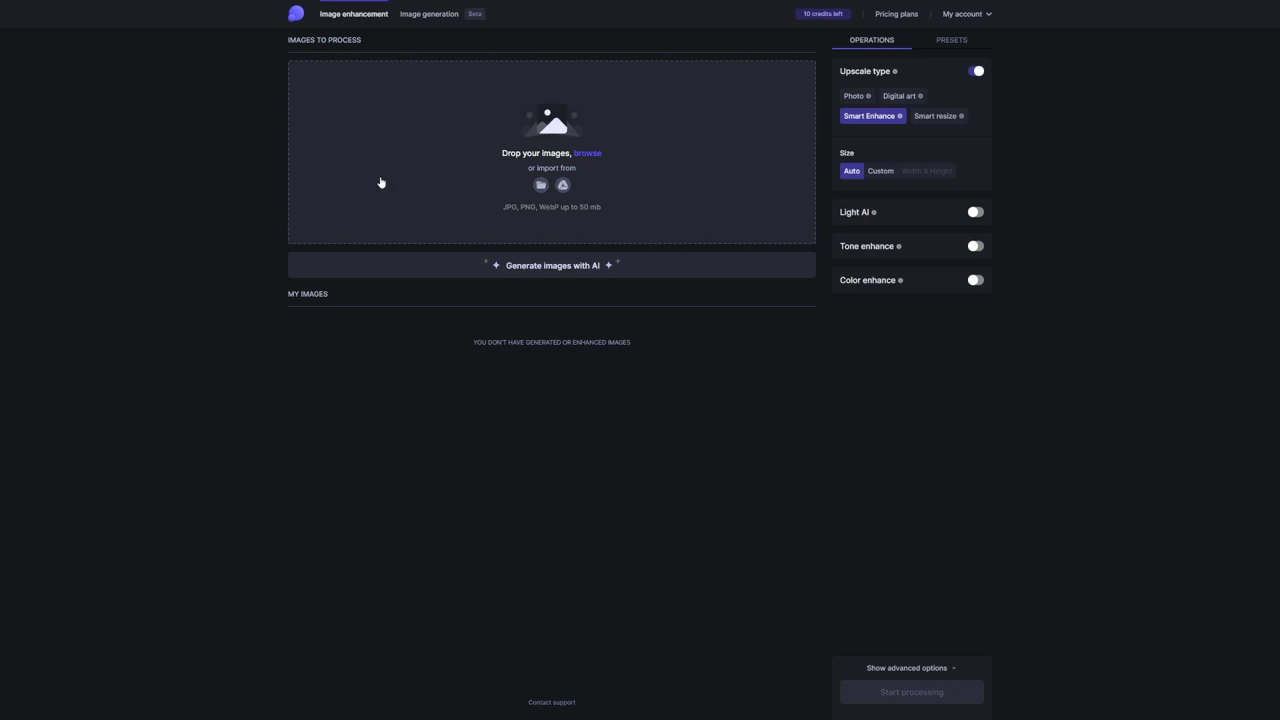 Image enhancement
Image generation
Beta
10 credits left
Pricing plans
My account
IMAGES TO PROCESS
Drop your images, browse
or import from
JPG, PNG, WebP up to 50 mb
Generate images with AI
MY IMAGES
YOU DON'T HAVE GENERATED OR ENHANCED IMAGES
Contact support
OPERATIONS
PRESETS
Upscale type
Photo
Digital art
Smart Enhance
Smart resize
Size
Auto
Custom
Width & Height
Light AI
Tone enhance
Color enhance
Show advanced options
Start processing